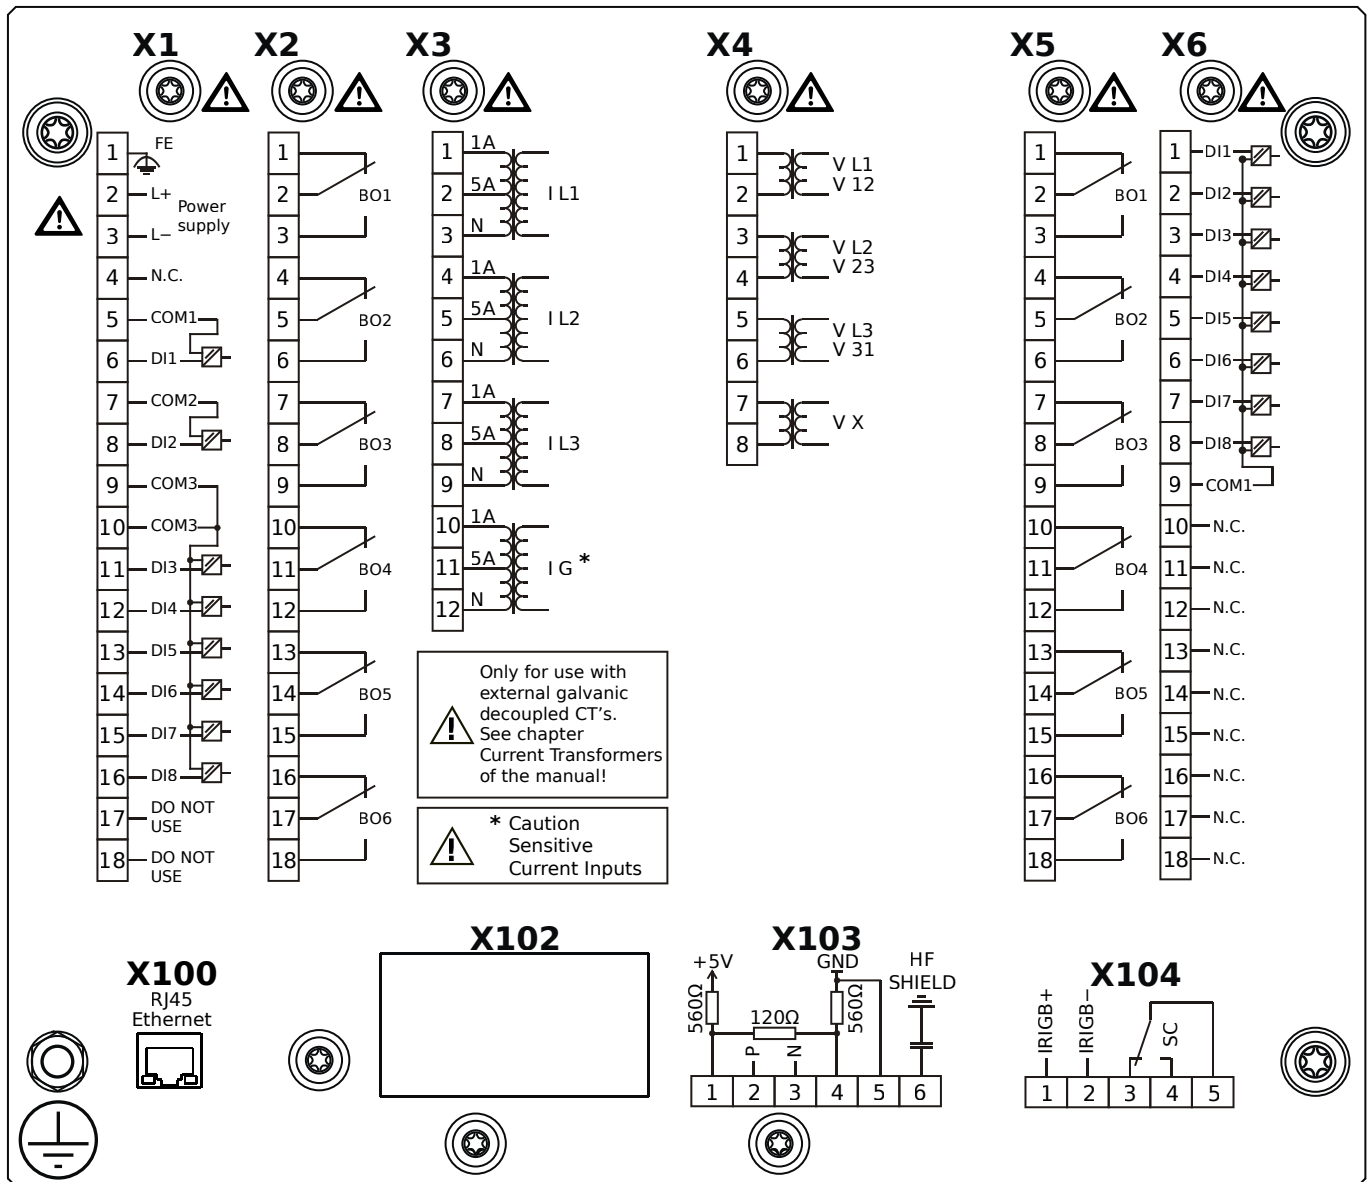 X1 X2 X3 X4 X5 X6
X1
1 FE
2 L+
Power
supply
3 L−
4 N.C.
5 COM1
6 DI1
7 COM2
8 DI2
9 COM3
10 COM3
11 DI3
12 DI4
13 DI5
14 DI6
15 DI7
16 DI8
17 DO NOT
USE
18 DO NOT
USE
1
2 BO1
3
4
5 BO2
6
7
8 BO3
9
10
11 BO4
12
13
14 BO5
15
16
17 BO6
18
1 1A
2 5A I L1
3 N
4 1A
5 5A I L2
6 N
7 1A
8 5A I L3
9 N
10 1A
11 5A I G *
12 N
Only for use with
external galvanic
decoupled CT's.
See chapter
Current Transformers
of the manual!
* Caution
Sensitive
Current Inputs
1 V L1
2 V 12
3 V L2
4 V 23
5 V L3
6 V 31
7 V X
8
1
2 BO1
3
4
5 BO2
6
7
8 BO3
9
10
11 BO4
12
13
14 BO5
15
16
17 BO6
18
1 DI1
2 DI2
3 DI3
4 DI4
5 DI5
6 DI6
7 DI7
8 DI8
9 COM1
10 N.C.
11 N.C.
12 N.C.
13 N.C.
14 N.C.
15 N.C.
16 N.C.
17 N.C.
18 N.C.
X100
RJ45
Ethernet
X102
X103
+5V GND HF
SHIELD
560Ω 120Ω 560Ω
P N
1 2 3 4 5 6
X104
IRIGB+ IRIGB− SC
1 2 3 4 5